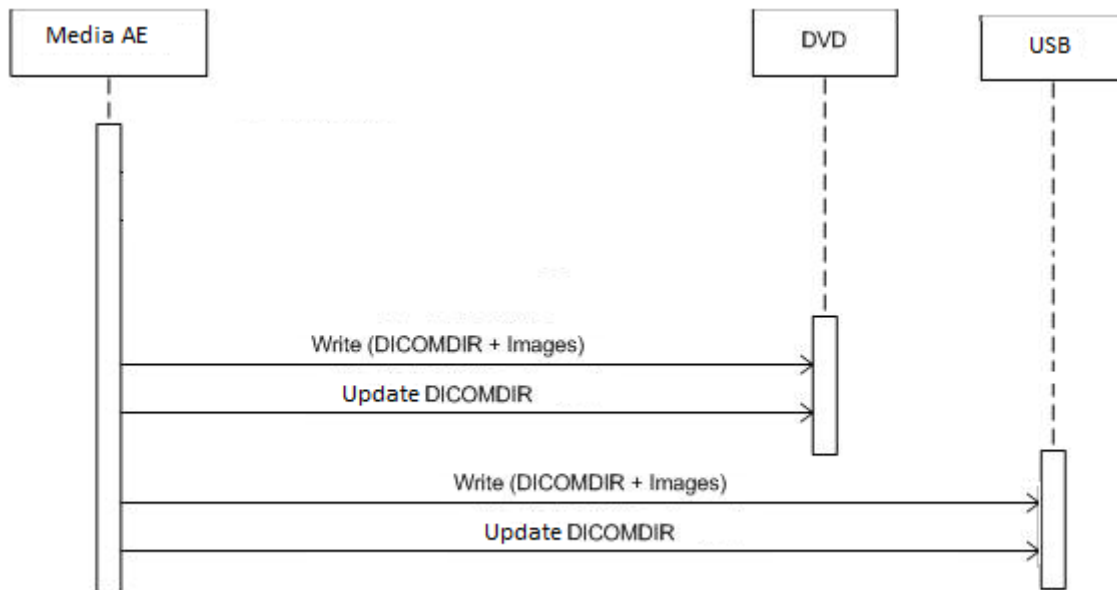 Media AE
DVD
USB
Write (DICOMDIR + Images)
Update DICOMDIR
Write (DICOMDIR + Images)
Update DICOMDIR